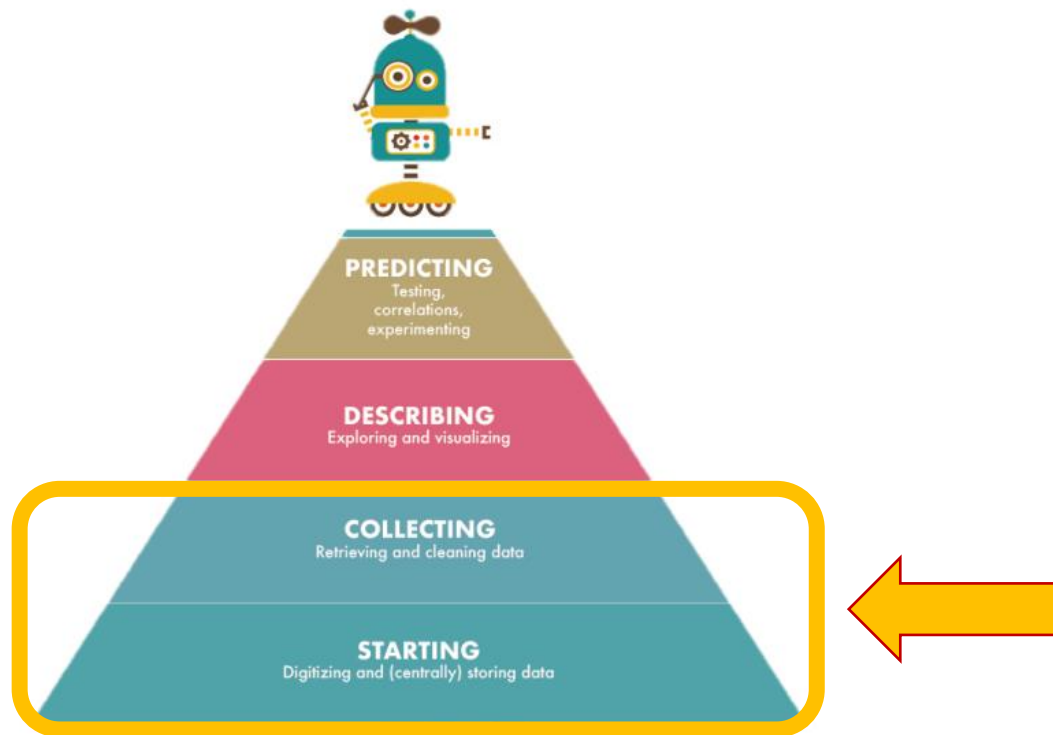 PREDICTING
Testing,
correlations,
experimenting
DESCRIBING
Exploring and visualizing
COLLECTING
Retrieving and cleaning data
STARTING
Digitizing and (centrally) storing data